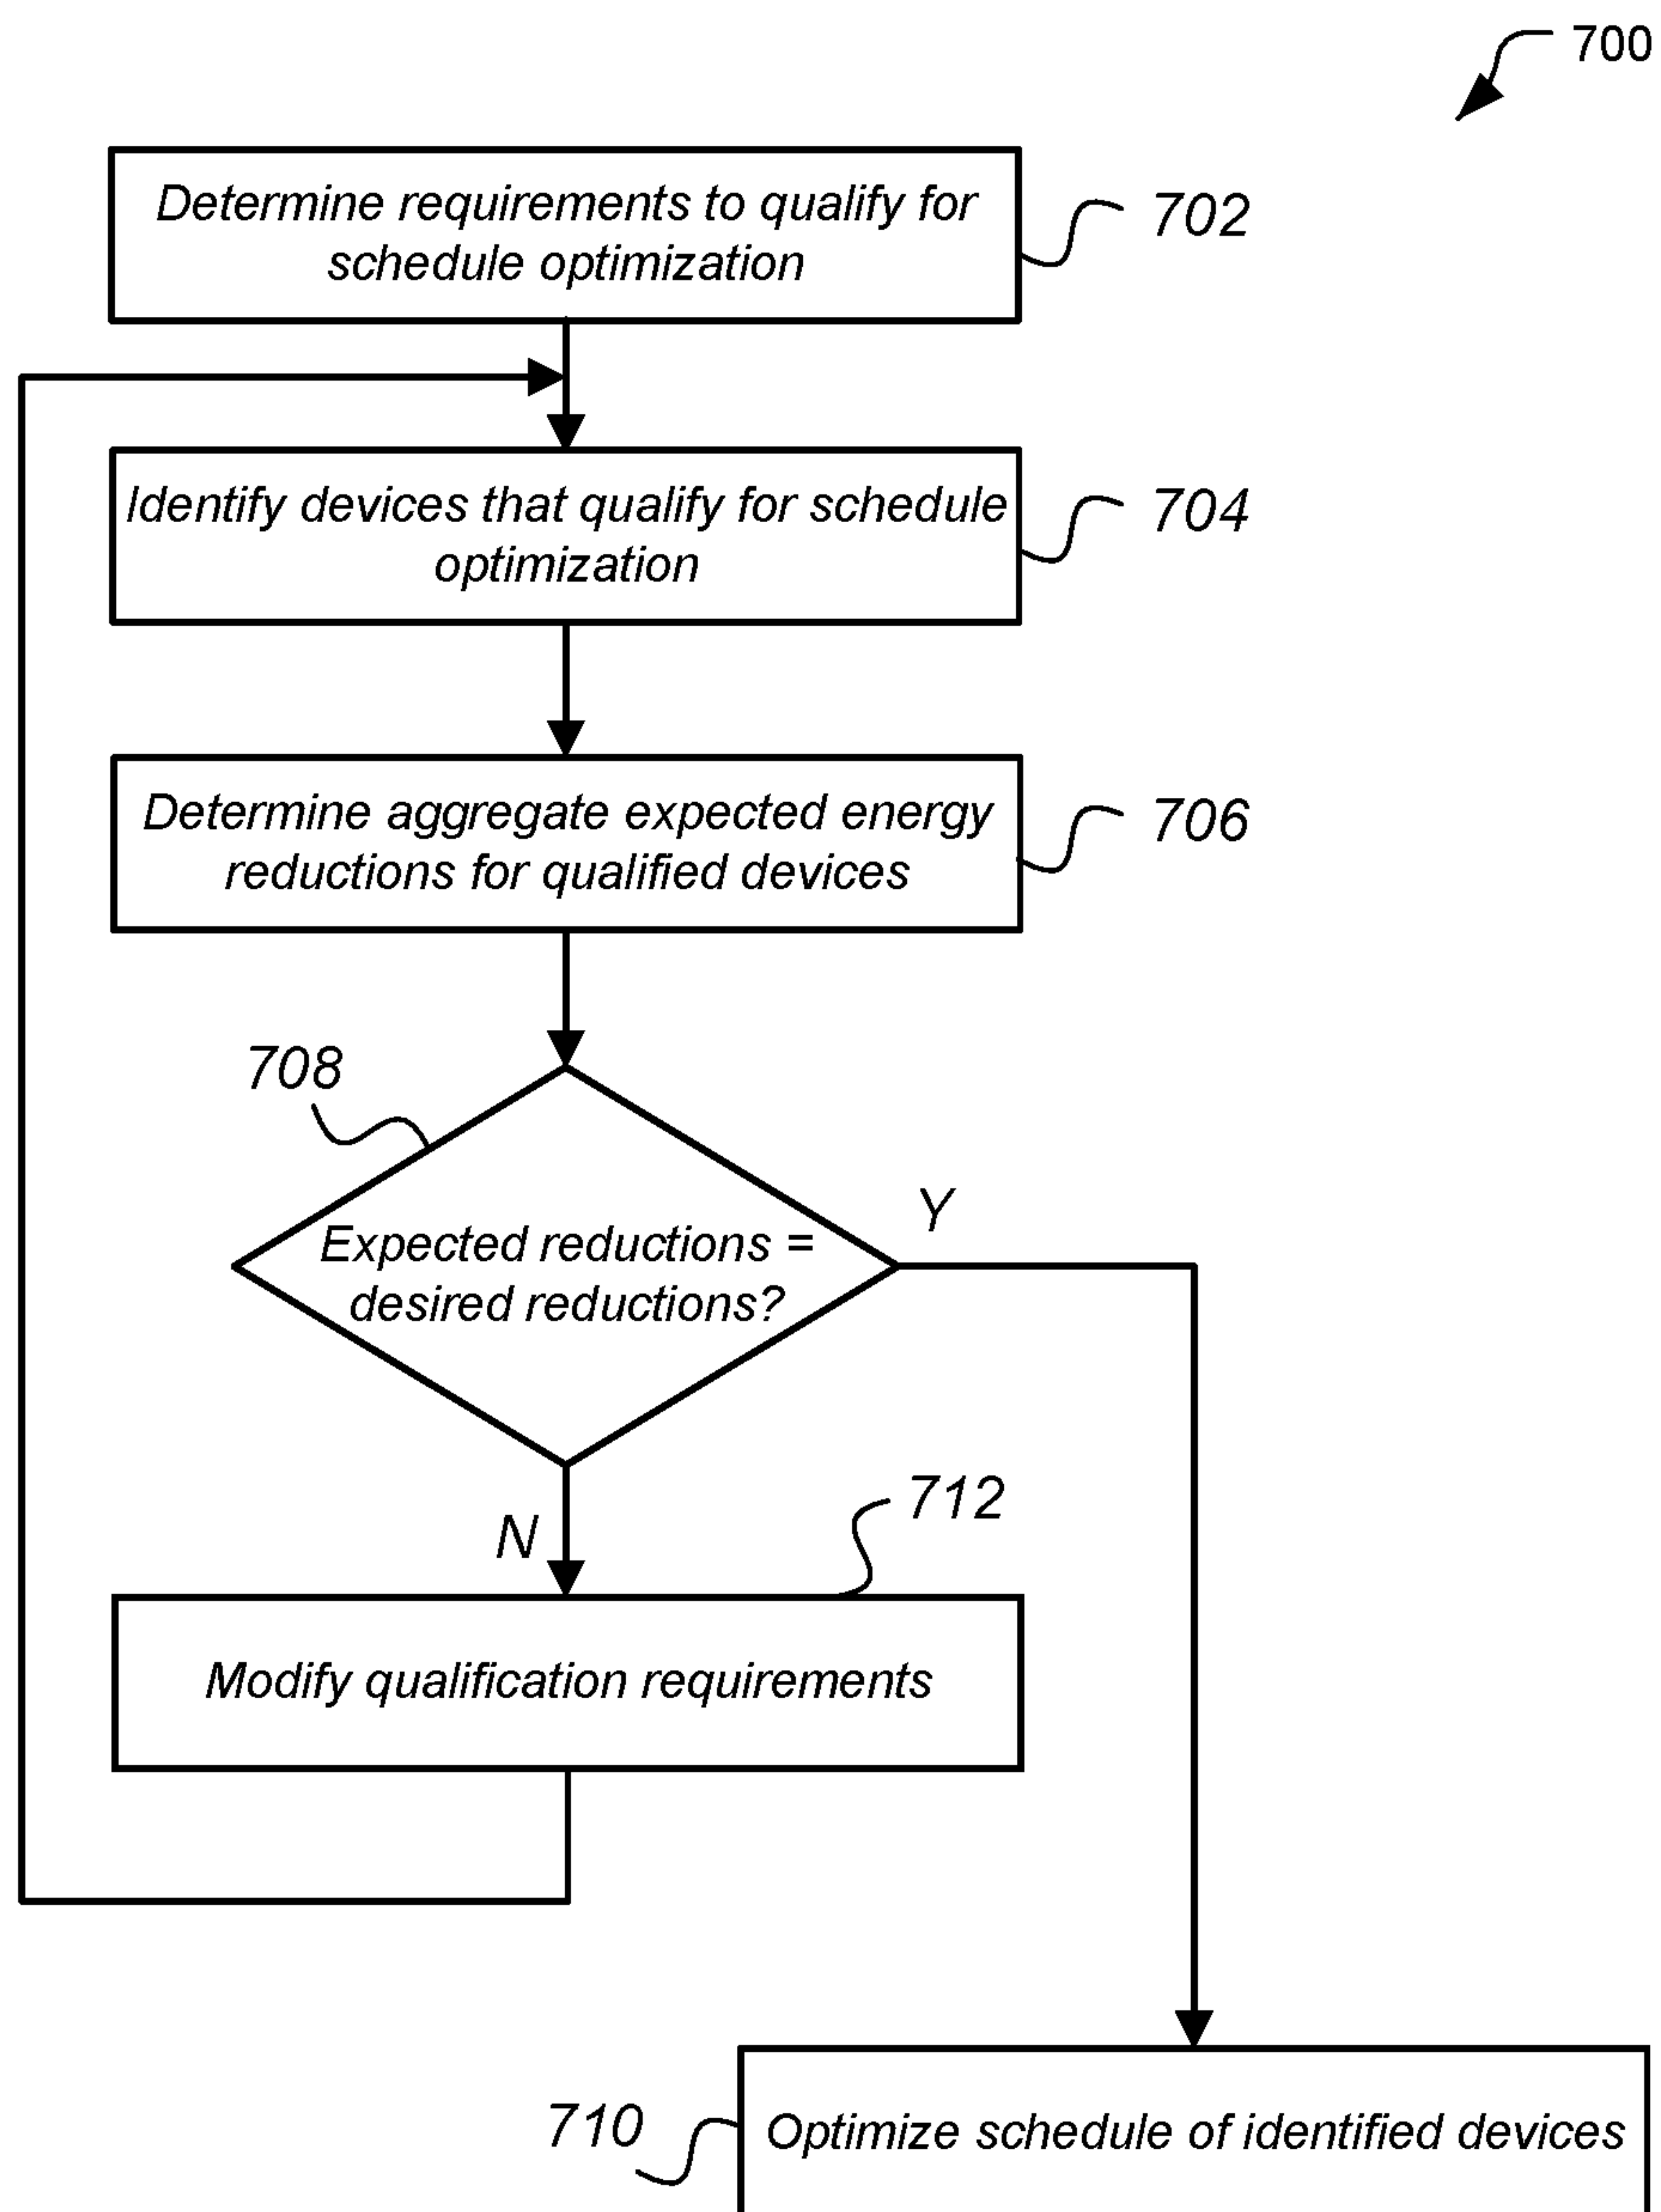 700
Determine requirements to qualify for
schedule optimization
702
Identify devices that qualify for schedule
optimization
704
Determine aggregate expected energy
reductions for qualified devices
706
708
Expected reductions =
desired reductions?
Y
N
712
Modify qualification requirements
710
Optimize schedule of identified devices